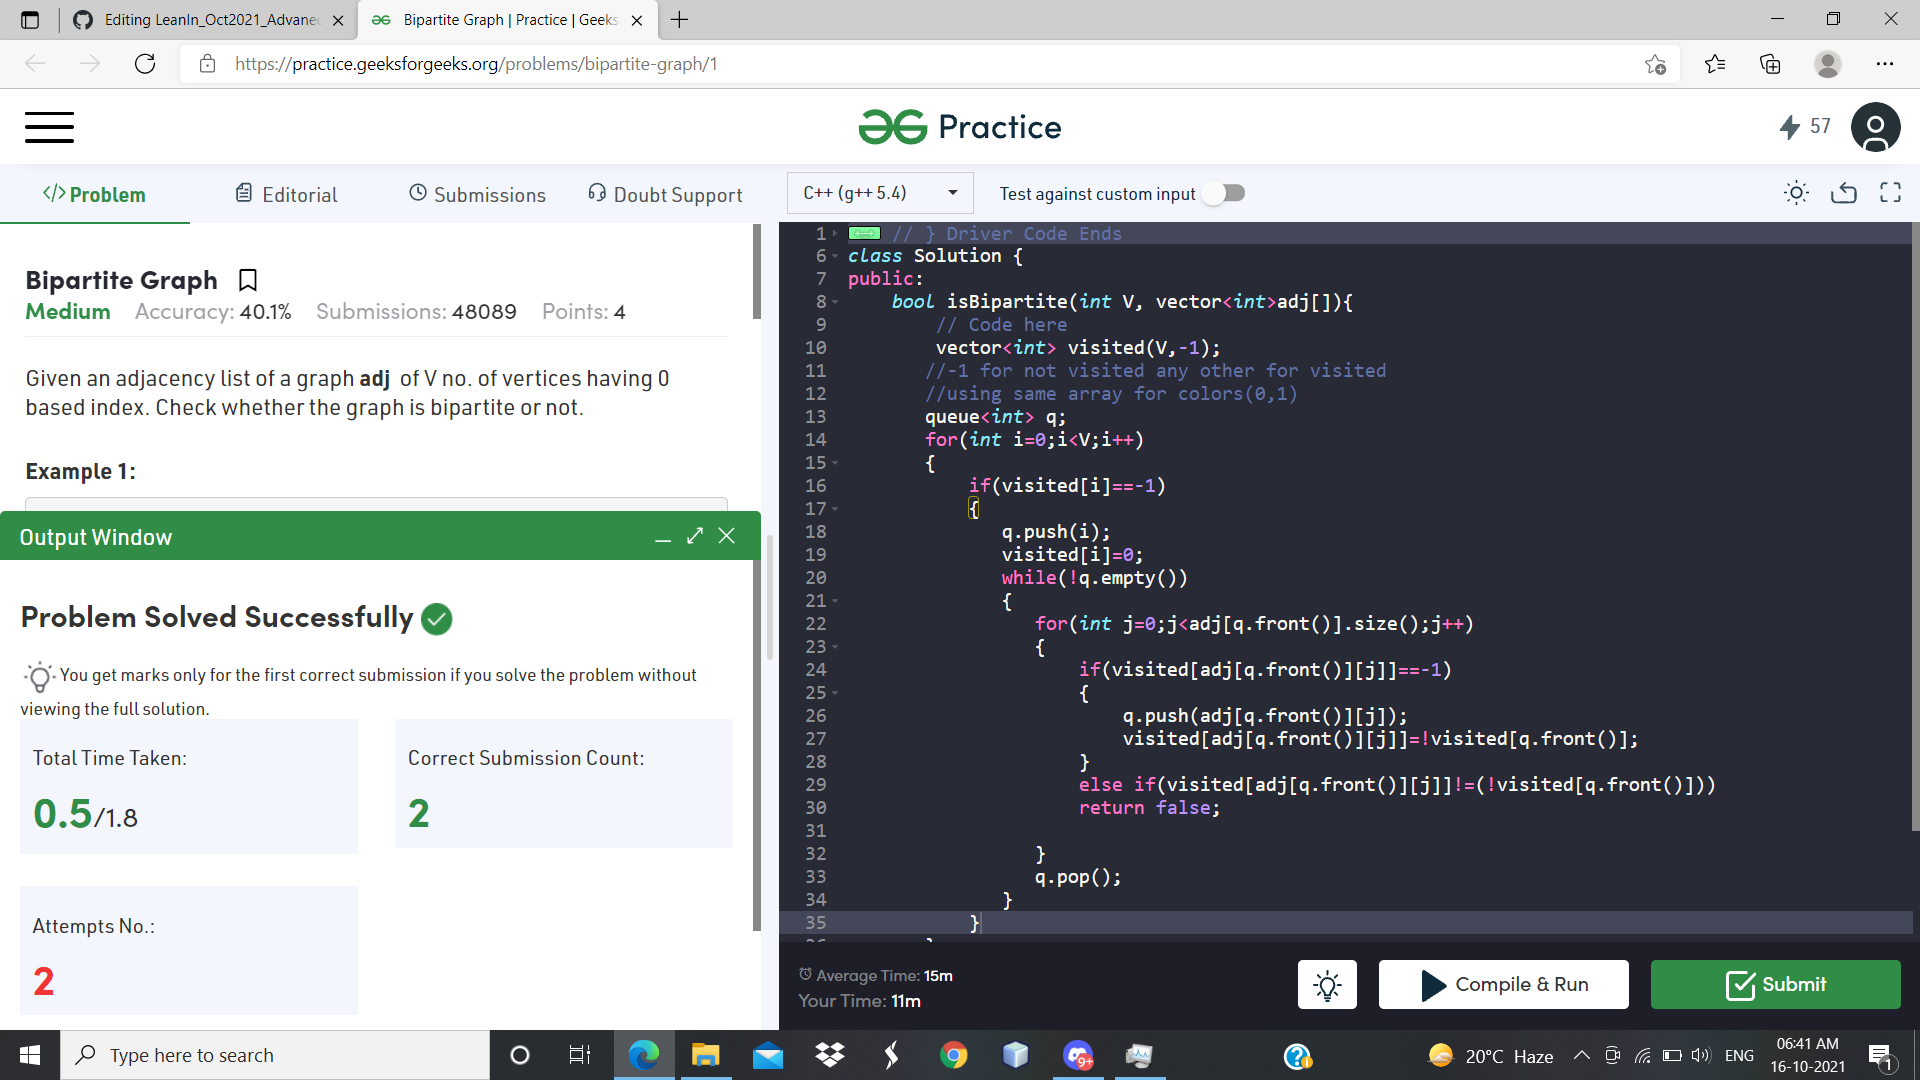 Editing LeanIn_Oct2021_Advane
Bipartite Graph | Practice | Geeks
https://practice.geeksforgeeks.org/problems/bipartite-graph/1
Practice
57
</> Problem
Editorial
Submissions
Doubt Support
C++ (g++ 5.4)
Test against custom input
Bipartite Graph
Medium Accuracy: 40.1% Submissions: 48089 Points: 4
Given an adjacency list of a graph adj of V no. of vertices having 0
based index. Check whether the graph is bipartite or not.
Example 1:
Output Window
Problem Solved Successfully
You get marks only for the first correct submission if you solve the problem without
viewing the full solution.
Total Time Taken:
0.5/1.8
Correct Submission Count:
2
Attempts No.:
2
1 // } Driver Code Ends
6 class Solution {
7 public:
8 bool isBipartite(int V, vector<int>adj[]){
9 // Code here
10 vector<int> visited(V,-1);
11 //-1 for not visited any other for visited
12 //using same array for colors(0,1)
13 queue<int> q;
14 for(int i=0;i<V;i++)
15 {
16 if(visited[i]==-1)
17 {
18 q.push(i);
19 visited[i]=0;
20 while(!q.empty())
21 {
22 for(int j=0;j<adj[q.front()].size();j++)
23 {
24 if(visited[adj[q.front()][j]]==-1)
25 {
26 q.push(adj[q.front()][j]);
27 visited[adj[q.front()][j]]=!visited[q.front()];
28 }
29 else if(visited[adj[q.front()][j]]!=(!visited[q.front()]))
30 return false;
31
32 }
33 q.pop();
34 }
35 }
Average Time: 15m
Your Time: 11m
Compile & Run
Submit
Type here to search
9+
20°C Haze
ENG
06:41 AM
16-10-2021
1